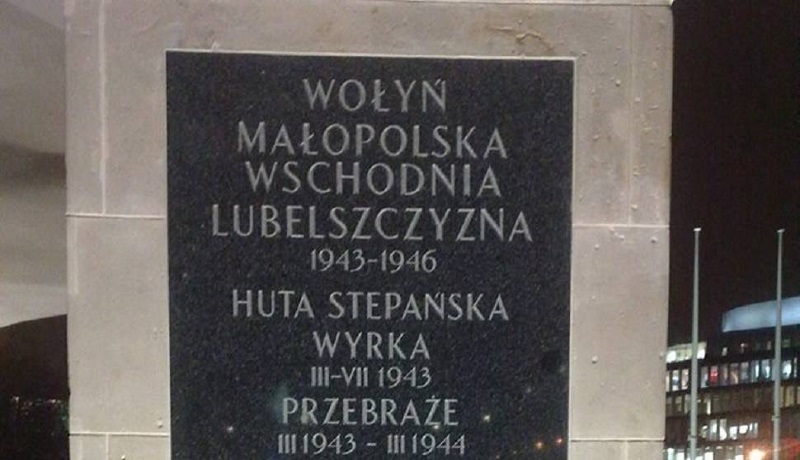 WOŁYŃ
MAŁOPOLSKA
WSCHODNIA
LUBELSZCZYZNA
1943-1946
HUTA STEPAŃSKA
WYRKA
III-VII 1943
PRZEBRAŻE
III 1943 - III 1944